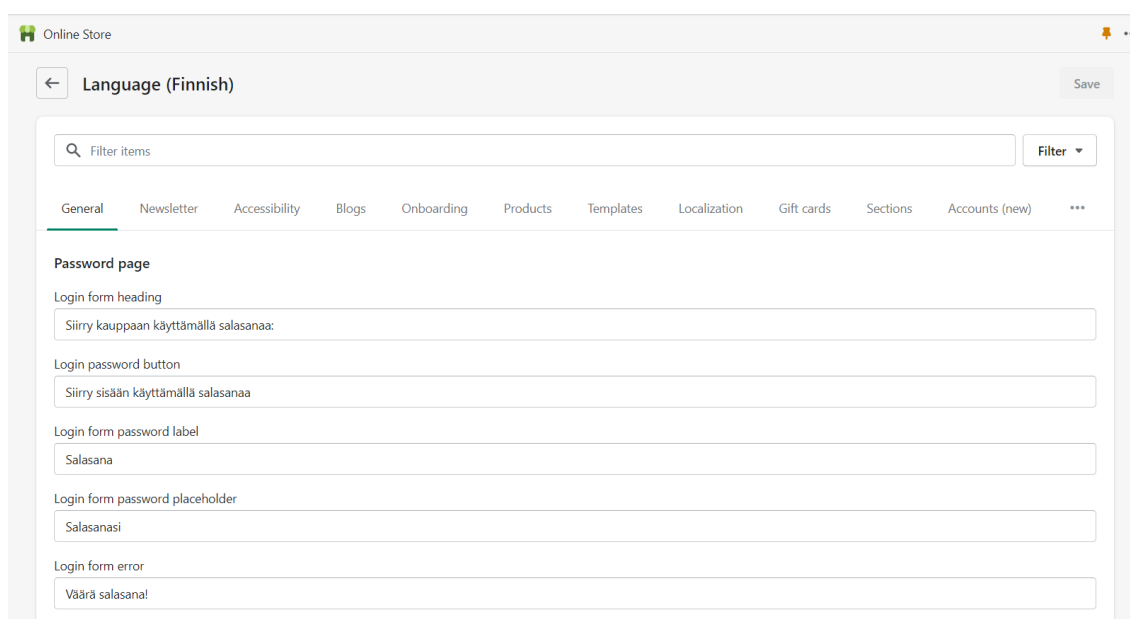 Online Store
Language (Finnish)
Save
Filter items
Filter
General Newsletter Accessibility Blogs Onboarding Products Templates Localization Gift cards Sections Accounts (new)
Password page
Login form heading
Siirry kauppaan käyttämällä salasanaa:
Login password button
Siirry sisään käyttämällä salasanaa
Login form password label
Salasana
Login form password placeholder
Salasanasi
Login form error
Väärä salasana!